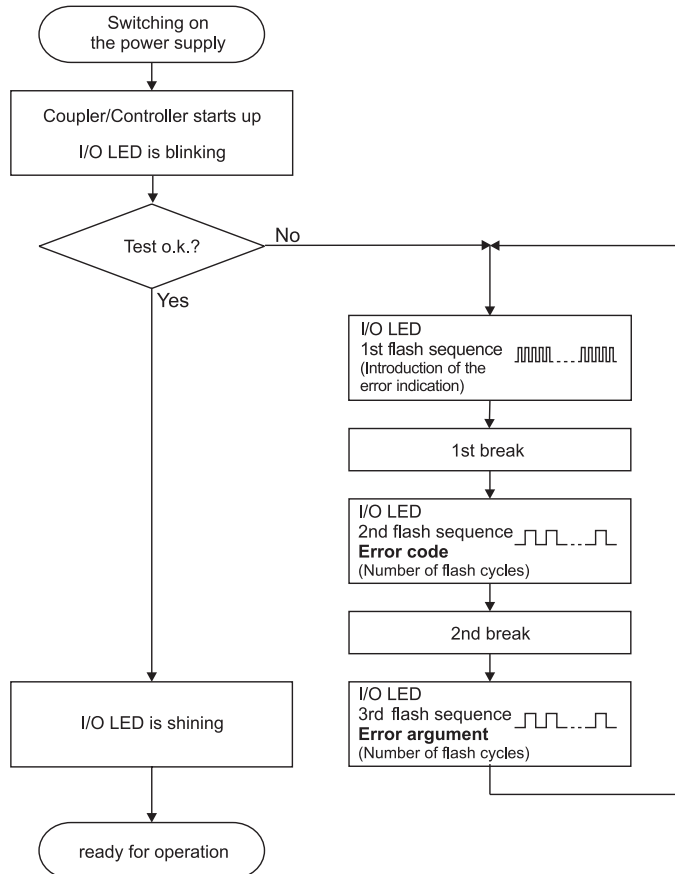 Switching on
the power supply
Coupler/Controller starts up
I/O LED is blinking
Test o.k.?
No
Yes
I/O LED
1st flash sequence
(Introduction of the
error indication)
1st break
I/O LED
2nd flash sequence
Error code
(Number of flash cycles)
2nd break
I/O LED
3rd flash sequence
Error argument
(Number of flash cycles)
I/O LED is shining
ready for operation